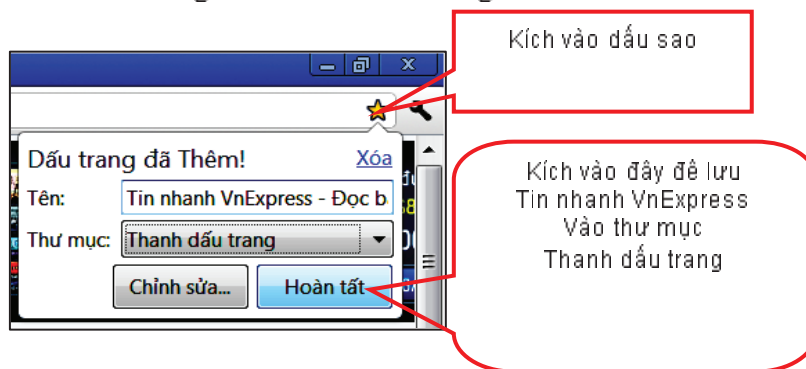 Kích vào dấu sao
Dấu trang đã Thêm!
Xóa
Tên:
Tin nhanh VnExpress - Đọc b
Thư mục:
Thanh dấu trang
Chỉnh sửa...
Hoàn tất
Kích vào đây để lưu
Tin nhanh VnExpress
Vào thư mục
Thanh dấu trang